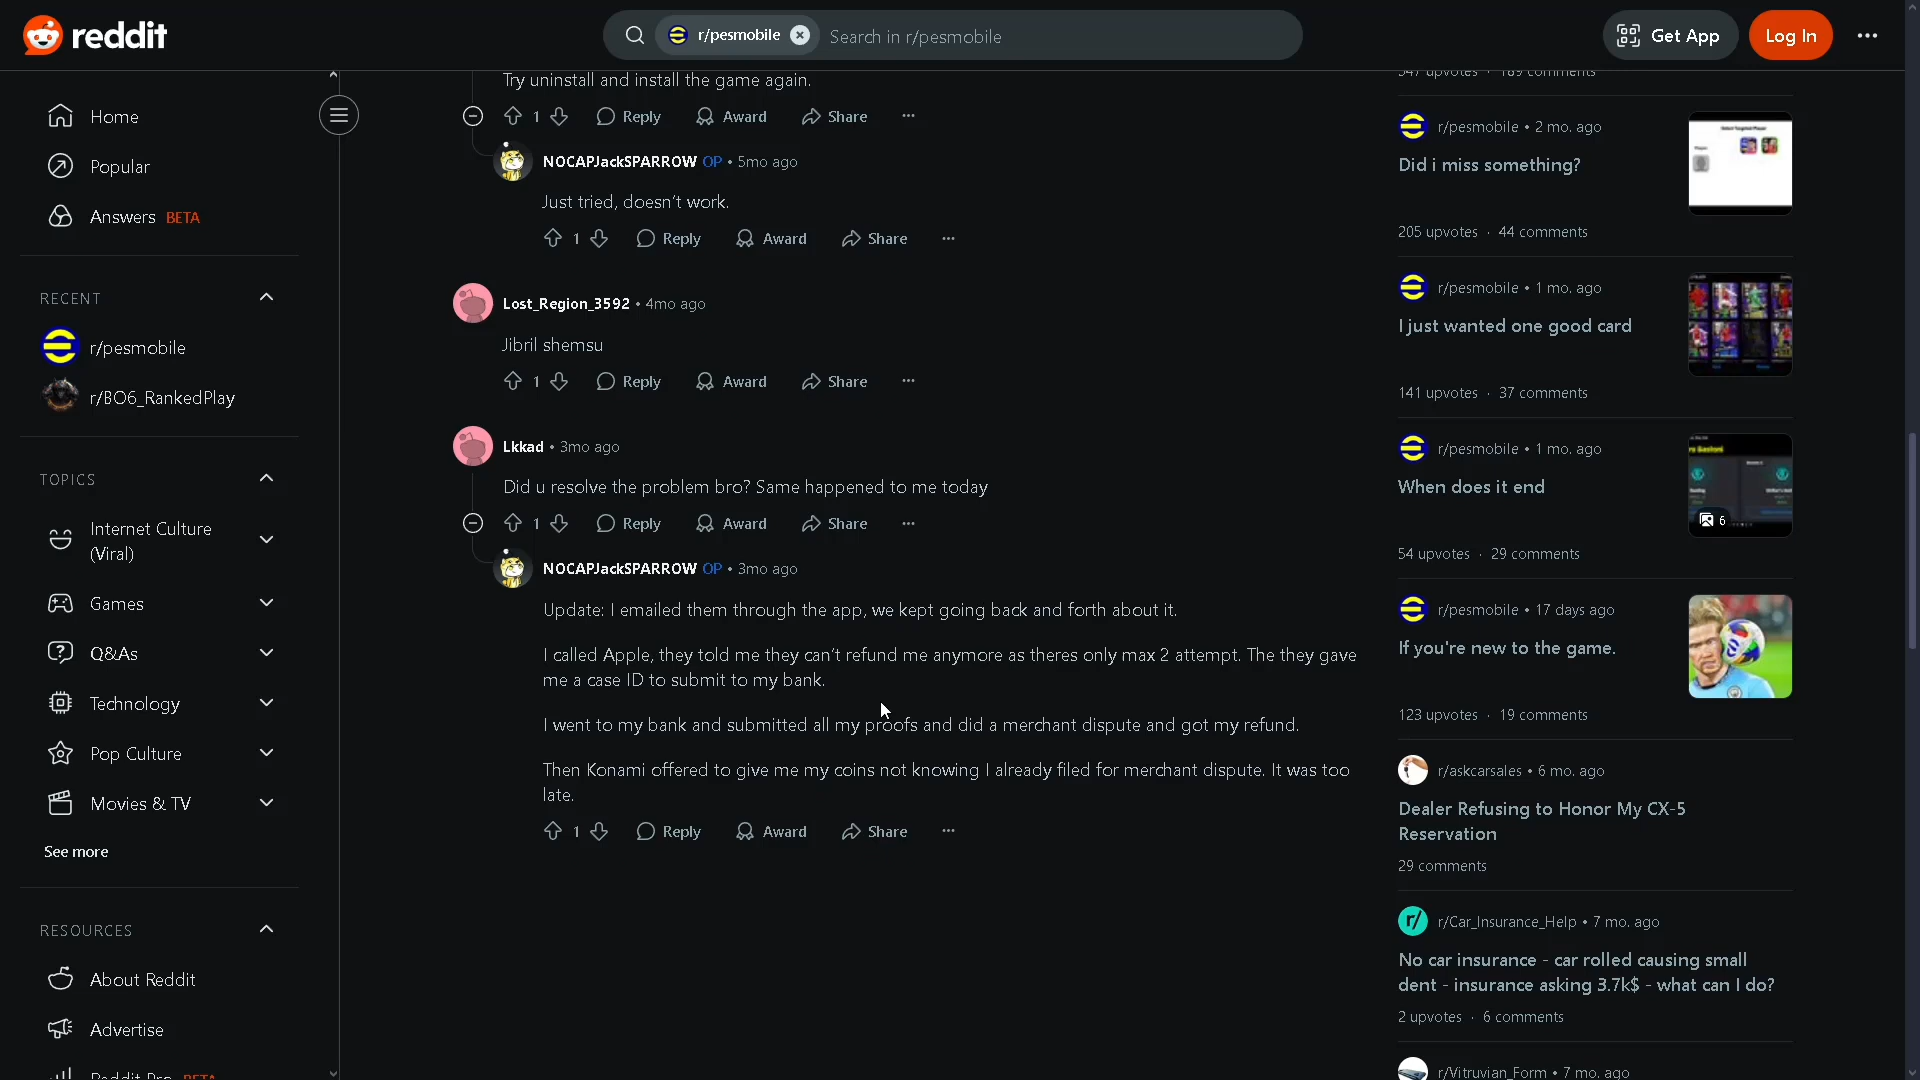 reddit
r/pesmobile
Search in r/pesmobile
Get App
Log In
Home
Popular
Answers BETA
RECENT
r/pesmobile
r/BO6_RankedPlay
TOPICS
Internet Culture
(Viral)
Games
Q&As
Technology
Pop Culture
Movies & TV
See more
RESOURCES
About Reddit
Advertise
Reddit Pro BETA
Try uninstall and install the game again.
1 Reply Award Share
NOCAPJackSPARROW OP • 5mo ago
Just tried, doesn't work.
1 Reply Award Share
Lost_Region_3592 • 4mo ago
Jibril shemsu
1 Reply Award Share
Lkkad • 3mo ago
Did u resolve the problem bro? Same happened to me today
1 Reply Award Share
NOCAPJackSPARROW OP • 3mo ago
Update: I emailed them through the app, we kept going back and forth about it.
I called Apple, they told me they can't refund me anymore as theres only max 2 attempt. The they gave
me a case ID to submit to my bank.
I went to my bank and submitted all my proofs and did a merchant dispute and got my refund.
Then Konami offered to give me my coins not knowing I already filed for merchant dispute. It was too
late.
1 Reply Award Share
547 upvotes · 189 comments
r/pesmobile • 2 mo. ago
Did i miss something?
205 upvotes · 44 comments
r/pesmobile • 1 mo. ago
I just wanted one good card
141 upvotes · 37 comments
r/pesmobile • 1 mo. ago
When does it end
6
54 upvotes · 29 comments
r/pesmobile • 17 days ago
If you're new to the game.
123 upvotes · 19 comments
r/askcarsales • 6 mo. ago
Dealer Refusing to Honor My CX-5
Reservation
29 comments
r/Car_Insurance_Help • 7 mo. ago
No car insurance - car rolled causing small
dent - insurance asking 3.7k$ - what can I do?
2 upvotes · 6 comments
r/Vitruvian_Form • 7 mo. ago